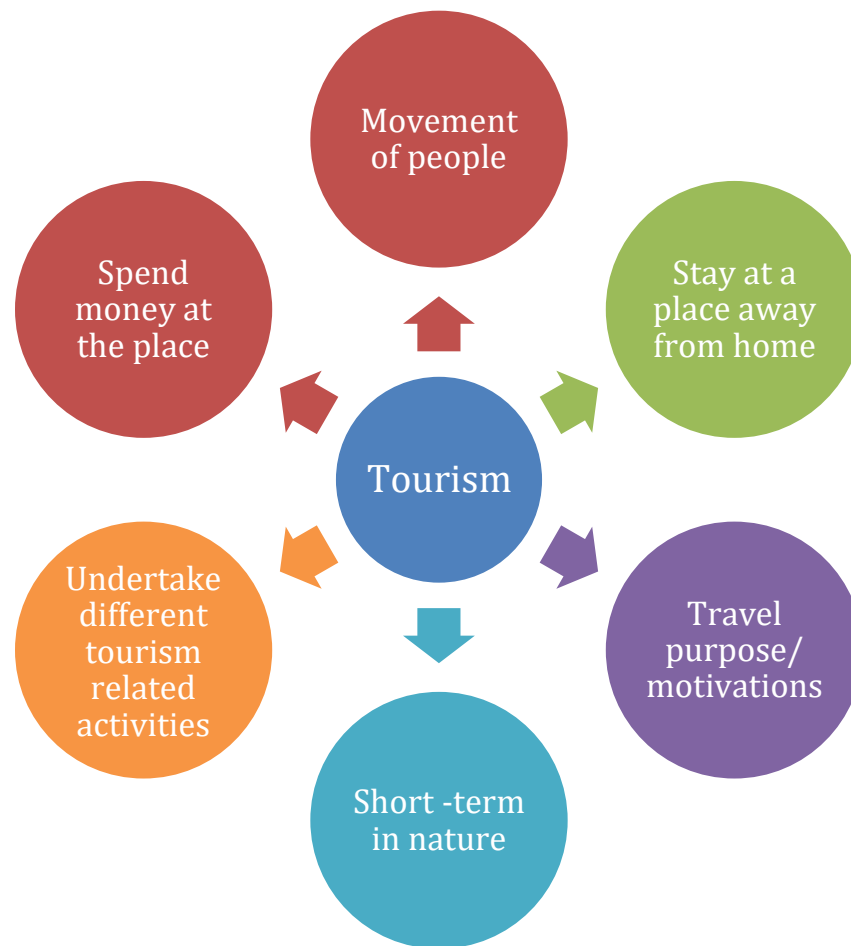 Movement
of people
Stay at a
place away
from home
Travel
purpose/
motivations
Short -term
in nature
Undertake
different
tourism
related
activities
Spend
money at
the place
Tourism